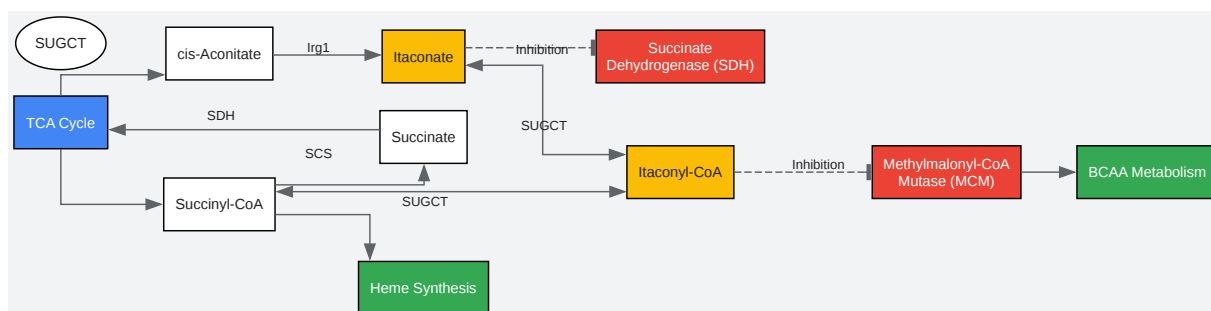 SUGCT
cis-Aconitate
Irg1
Itaconate
Inhibition
Succinate
Dehydrogenase (SDH)
TCA Cycle
SDH
Succinate
SUGCT
SCS
Itaconyl-CoA
Inhibition
Methylmalonyl-CoA
Mutase (MCM)
BCAA Metabolism
Succinyl-CoA
SUGCT
Heme Synthesis